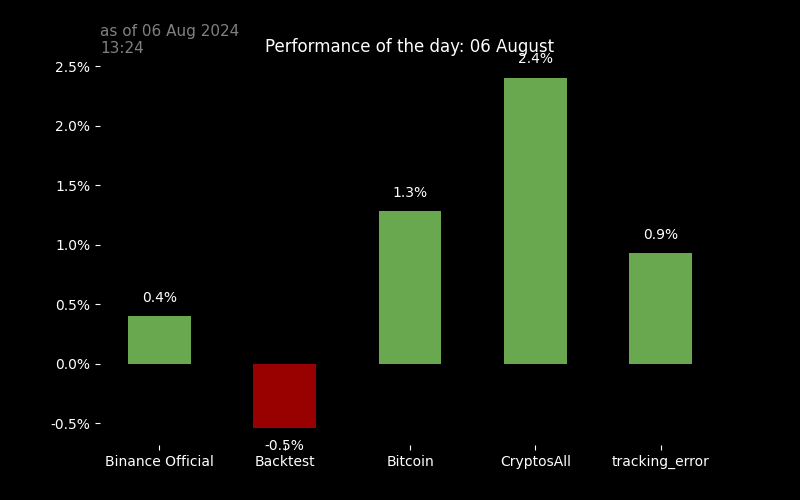 as of 06 Aug 2024
13:24
Performance of the day: 06 August
2.5%
2.0%
1.5%
1.0%
0.5%
0.0%
-0.5%
0.4%
-0.5%
1.3%
2.4%
0.9%
Binance Official
Backtest
Bitcoin
CryptosAll
tracking_error